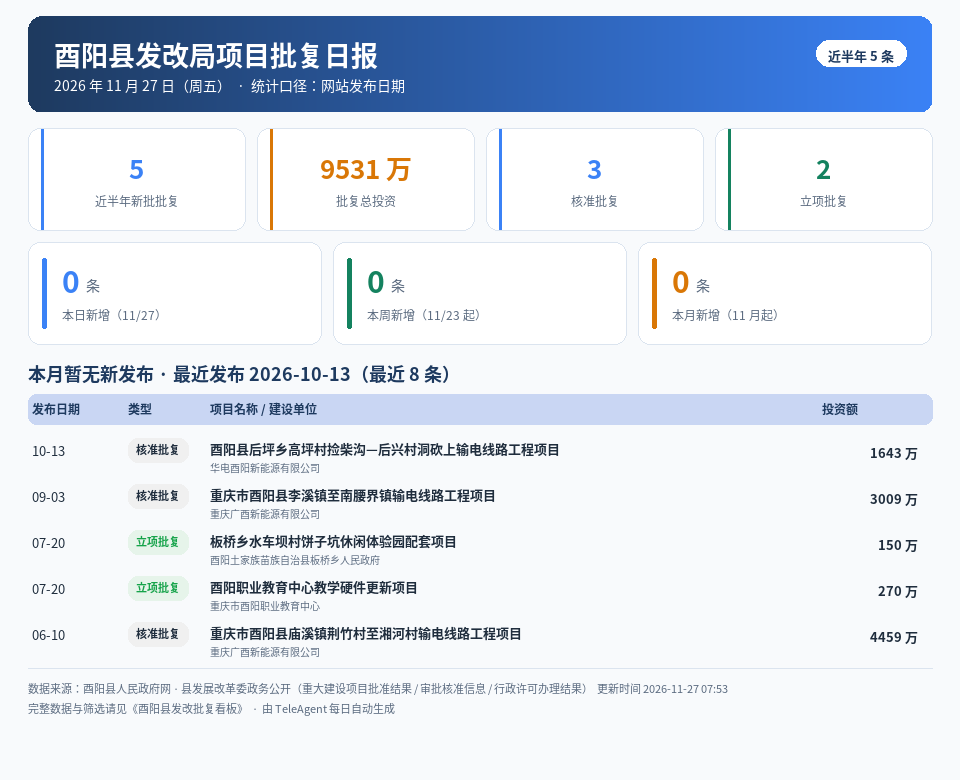 酉阳县发改局项目批复日报
近半年 5 条
2026 年 11 月 27 日（周五） · 统计口径：网站发布日期
5
近半年新批批复
9531 万
批复总投资
3
核准批复
2
立项批复
0 条
本日新增（11/27）
0 条
本周新增（11/23 起）
0 条
本月新增（11 月起）
本月暂无新发布 · 最近发布 2026-10-13（最近 8 条）
发布日期 类型 项目名称 / 建设单位 投资额
10-13 核准批复 酉阳县后坪乡高坪村捡柴沟—后兴村洞砍上输电线路工程项目 1643 万
华电酉阳新能源有限公司
09-03 核准批复 重庆市酉阳县李溪镇至南腰界镇输电线路工程项目 3009 万
重庆广酉新能源有限公司
07-20 立项批复 板桥乡水车坝村饼子坑休闲体验园配套项目 150 万
酉阳土家族苗族自治县板桥乡人民政府
07-20 立项批复 酉阳职业教育中心教学硬件更新项目 270 万
重庆市酉阳职业教育中心
06-10 核准批复 重庆市酉阳县庙溪镇荆竹村至湘河村输电线路工程项目 4459 万
重庆广酉新能源有限公司
数据来源：酉阳县人民政府网 · 县发展改革委政务公开（重大建设项目批准结果 / 审批核准信息 / 行政许可办理结果） 更新时间 2026-11-27 07:53
完整数据与筛选请见《酉阳县发改批复看板》 · 由 TeleAgent 每日自动生成